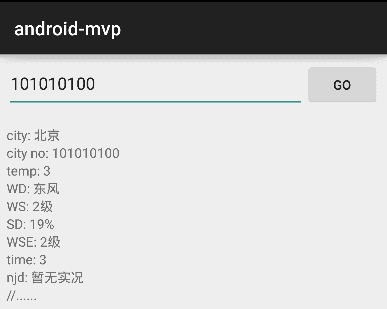 android-mvp
101010100
GO
city: 北京
city no: 101010100
temp: 3
WD: 东风
WS: 2级
SD: 19%
WSE: 2级
time: 3
njd: 暂无实况
//......